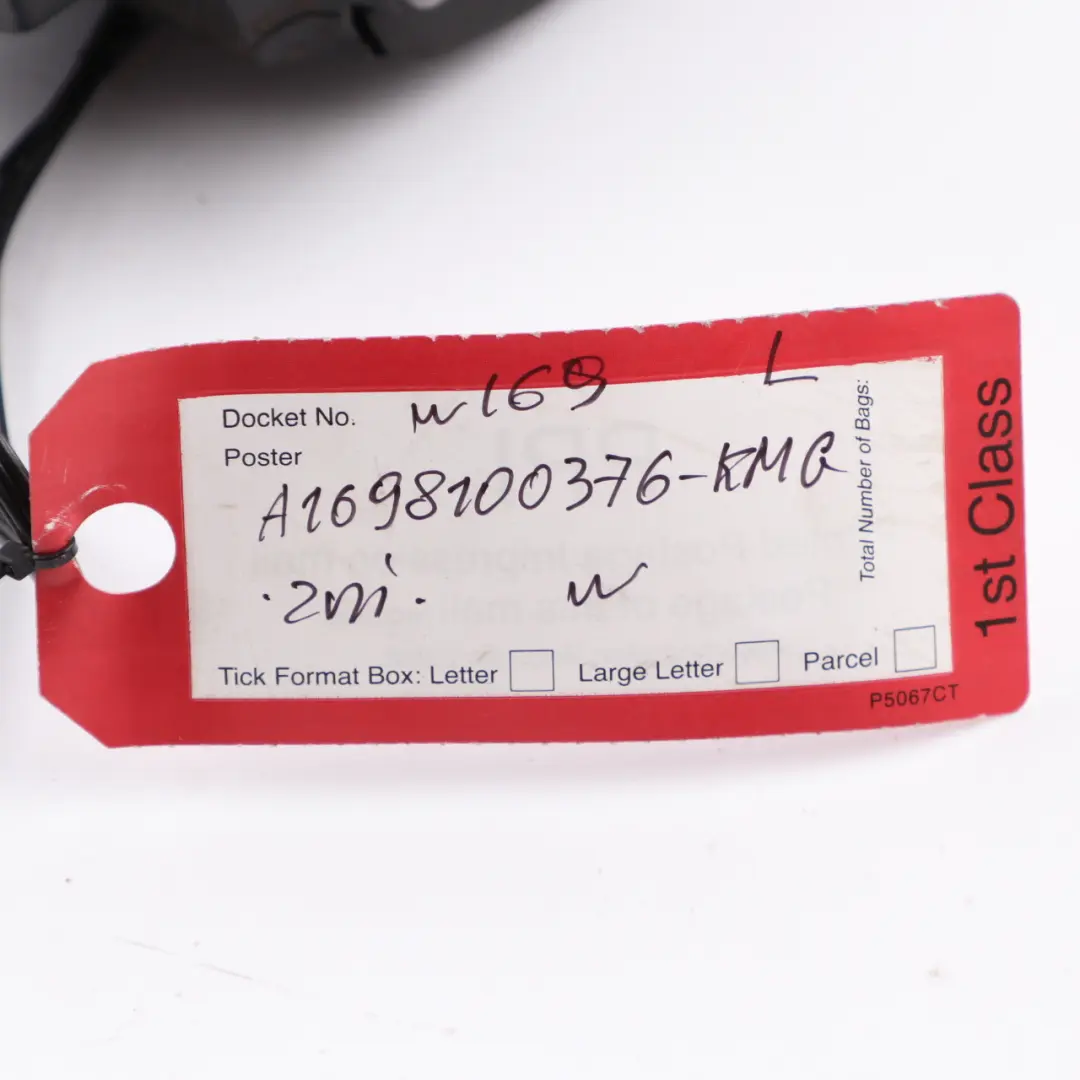 Docket No. w169 L
Poster
A1698100376-KMG
Tick Format Box: Letter Large Letter Parcel
P5067CT
Total Number of Bags:
1st Class